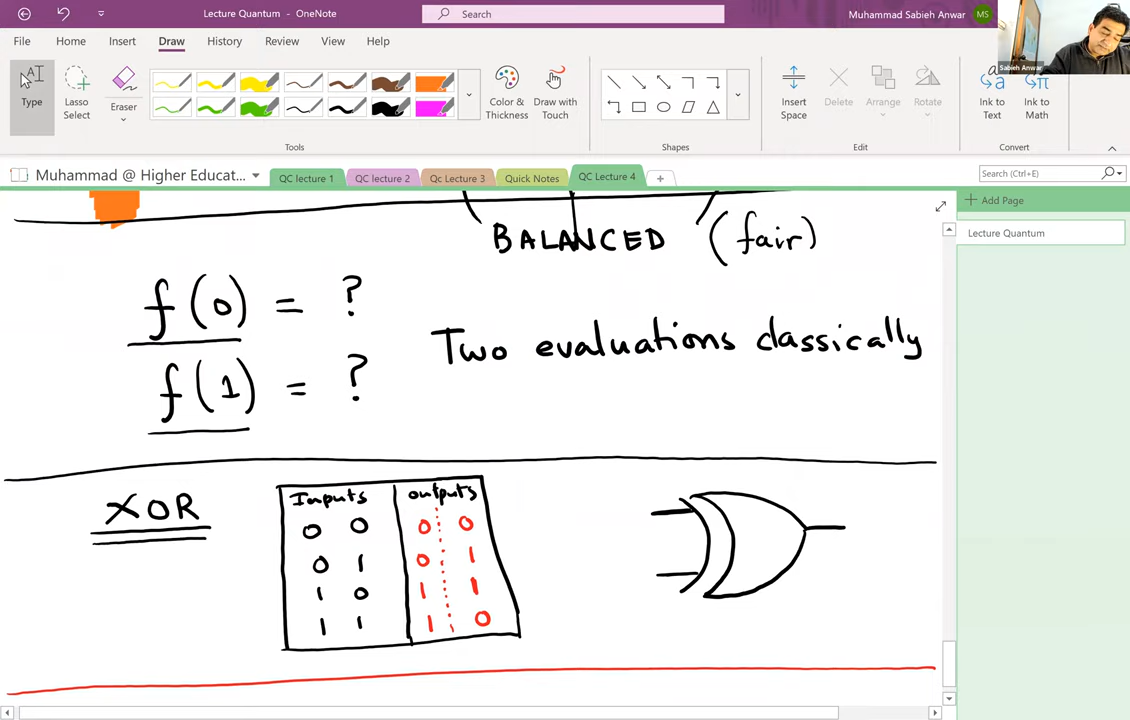 Lecture Quantum - OneNote
Search
Muhammad Sabieh Anwar
MS
Sabieh Anwar
File Home Insert Draw History Review View Help
Type
Lasso Select
Eraser
Color & Thickness
Draw with Touch
Insert Space
Delete
Arrange
Rotate
Ink to Text
Ink to Math
Tools
Shapes
Edit
Convert
Muhammad @ Higher Educat...
QC lecture 1
QC lecture 2
Qc Lecture 3
Quick Notes
QC Lecture 4
Search (Ctrl+E)
Add Page
Lecture Quantum
BALANCED (fair)
f(0) = ?
Two evaluations classically
f(1) = ?
XOR
Inputs outputs
0 0 0 0
0 1 0 1
1 0 1 1
1 1 1 0